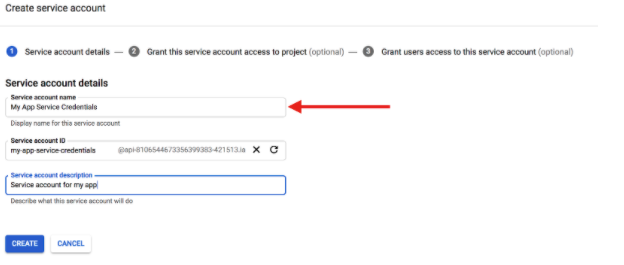 Create service account
1 Service account details — 2 Grant this service account access to project (optional) — 3 Grant users access to this service account (optional)
Service account details
Service account name
My App Service Credentials
Display name for this service account
Service account ID
my-app-service-credentials @api-8106544673356399383-421513.ia
Service account description
Service account for my app
Describe what this service account will do
CREATE CANCEL